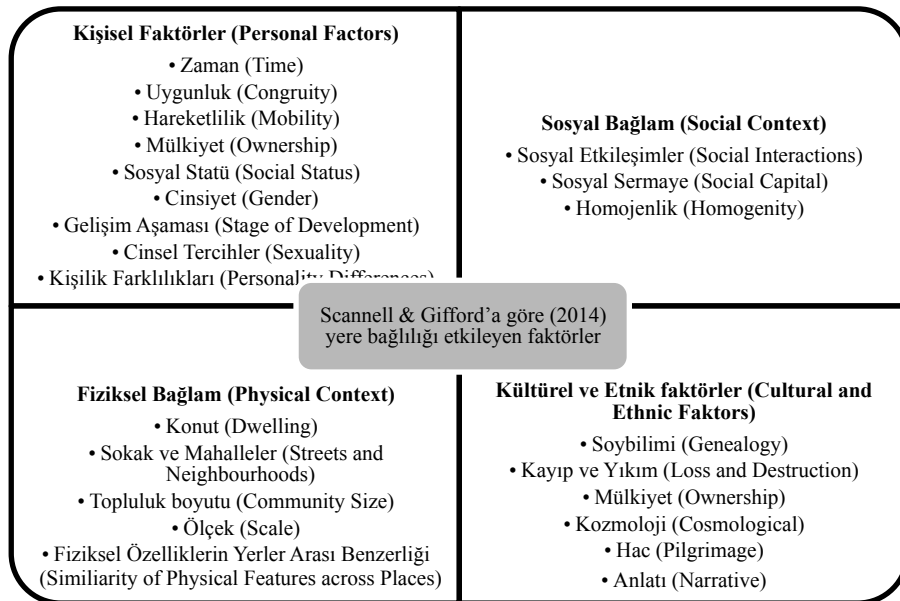 Kişisel Faktörler (Personal Factors)
• Zaman (Time)
• Uygunluk (Congruity)
• Hareketlilik (Mobility)
• Mülkiyet (Ownership)
• Sosyal Statü (Social Status)
• Cinsiyet (Gender)
• Gelişim Aşaması (Stage of Development)
• Cinsel Tercihler (Sexuality)
• Kişilik Farklılıkları (Personality Differences)
Sosyal Bağlam (Social Context)
• Sosyal Etkileşimler (Social Interactions)
• Sosyal Sermaye (Social Capital)
• Homojenlik (Homogenity)
Scannell & Gifford’a göre (2014)
yere bağlılığı etkileyen faktörler
Fiziksel Bağlam (Physical Context)
• Konut (Dwelling)
• Sokak ve Mahalleler (Streets and
Neighbourhoods)
• Topluluk boyutu (Community Size)
• Ölçek (Scale)
• Fiziksel Özelliklerin Yerler Arası Benzerliği
(Similiarity of Physical Features across Places)
Kültürel ve Etnik faktörler (Cultural and
Ethnic Faktors)
• Soybilimi (Genealogy)
• Kayıp ve Yıkım (Loss and Destruction)
• Mülkiyet (Ownership)
• Kozmoloji (Cosmological)
• Hac (Pilgrimage)
• Anlatı (Narrative)